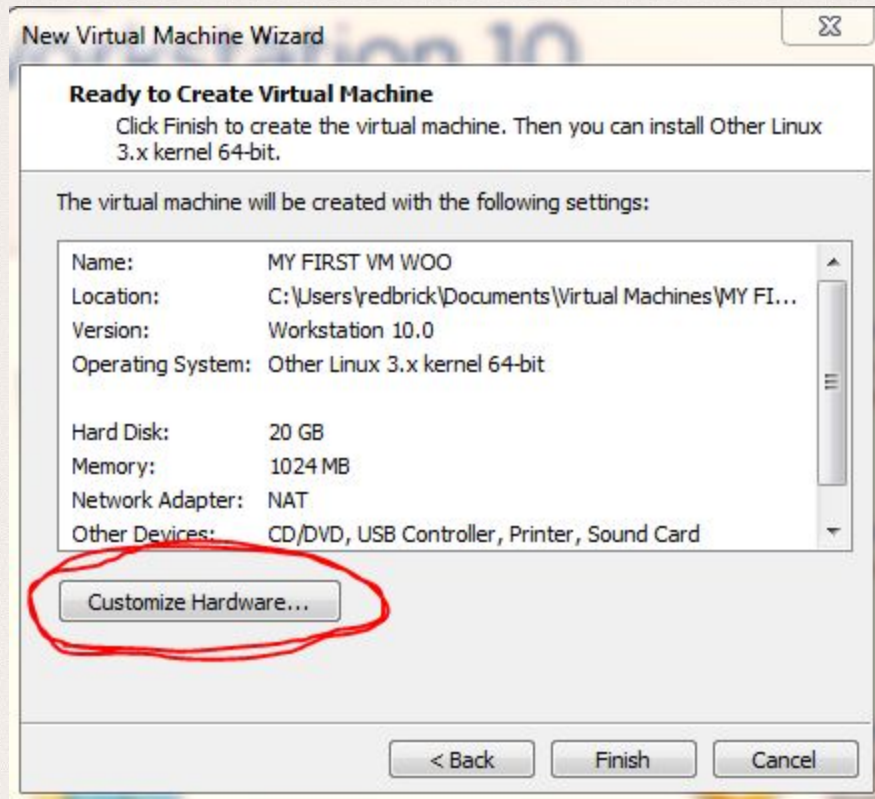 New Virtual Machine Wizard
Workstation 10
Ready to Create Virtual Machine
Click Finish to create the virtual machine. Then you can install Other Linux
3.x kernel 64-bit.
The virtual machine will be created with the following settings:
Name: MY FIRST VM WOO
Location: C:\Users\redbrick\Documents\Virtual Machines\MY FI...
Version: Workstation 10.0
Operating System: Other Linux 3.x kernel 64-bit
Hard Disk: 20 GB
Memory: 1024 MB
Network Adapter: NAT
Other Devices: CD/DVD, USB Controller, Printer, Sound Card
Customize Hardware...
< Back Finish Cancel